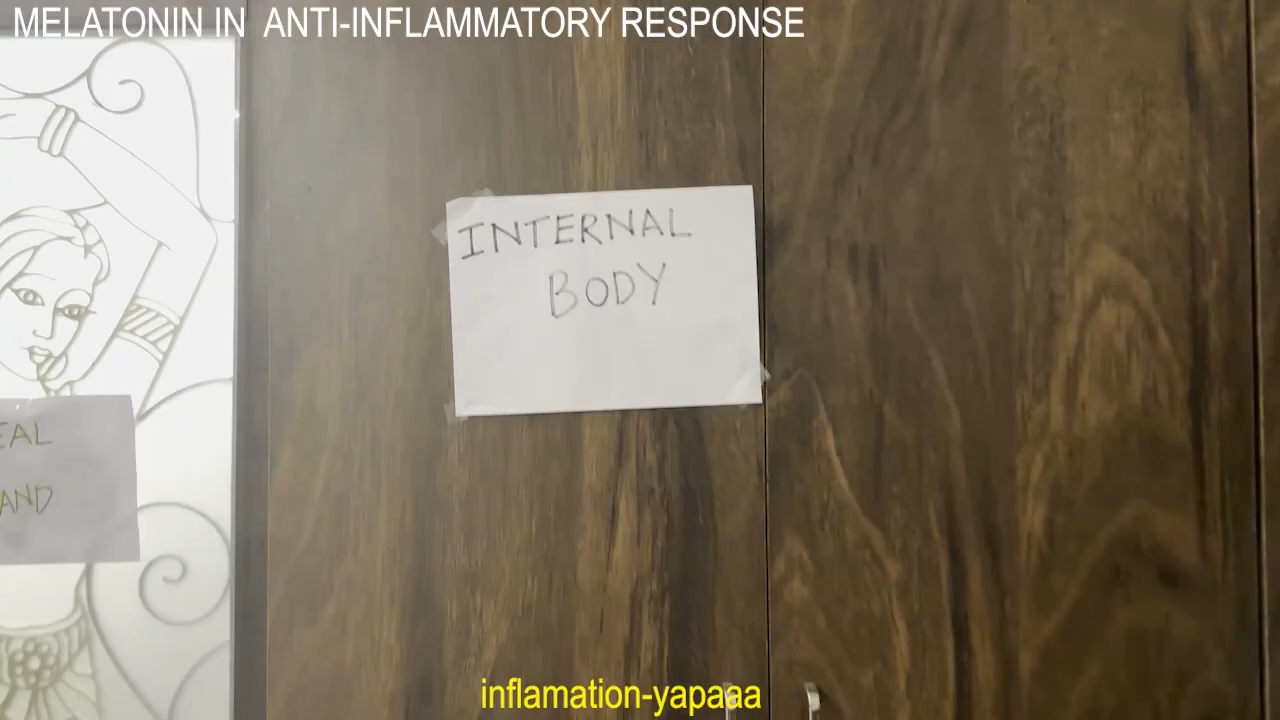 MELATONIN IN  ANTI-INFLAMMATORY RESPONSE
INTERNAL
BODY
EAL
AND
inflamation-yapaaa